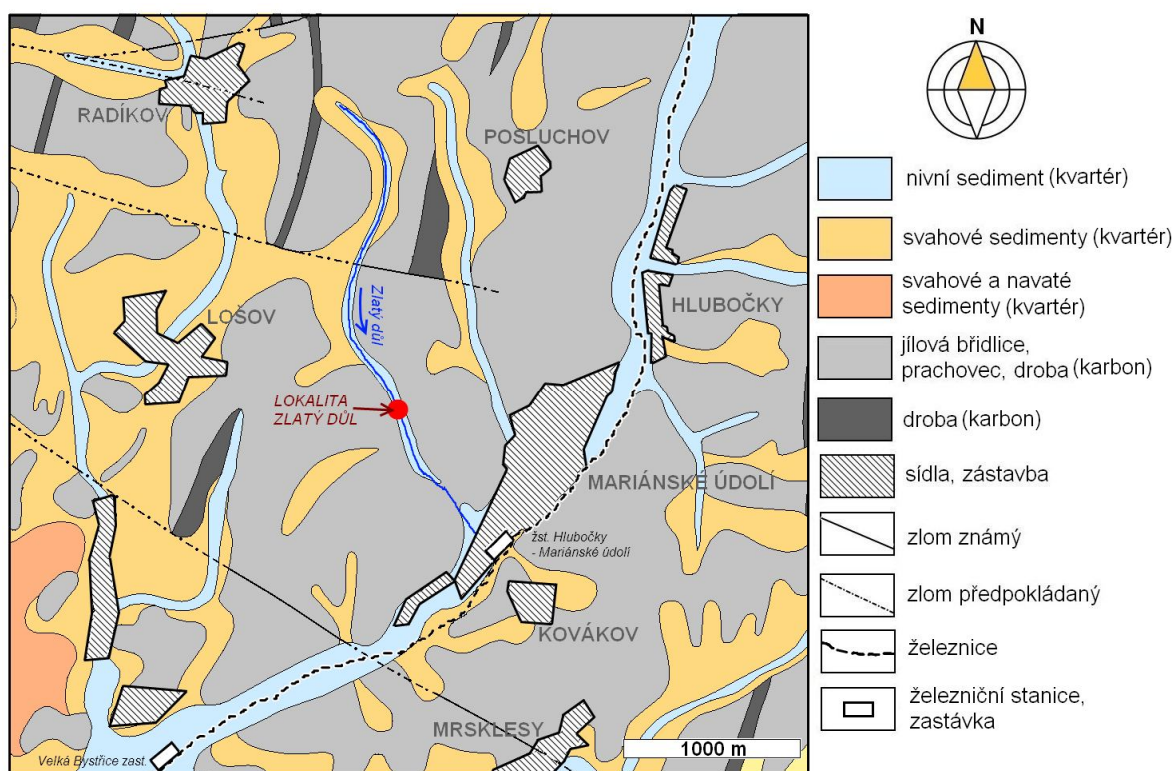 RADÍKOV
POSLUCHOV
Zlatý důl
LOŠOV
HLUBOČKY
LOKALITA
ZLATÝ DŮL
MARIÁNSKÉ ÚDOLÍ
žst. Hlubočky
- Mariánské údolí
KOVÁKOV
MRSKLESY
1000 m
Velká Bystřice zast.
N
nivní sediment (kvartér)
svahové sedimenty (kvartér)
svahové a navaté
sedimenty (kvartér)
jílová břidlice,
prachovec, droba (karbon)
droba (karbon)
sídla, zástavba
zlom známý
zlom předpokládaný
železnice
železniční stanice,
zastávka